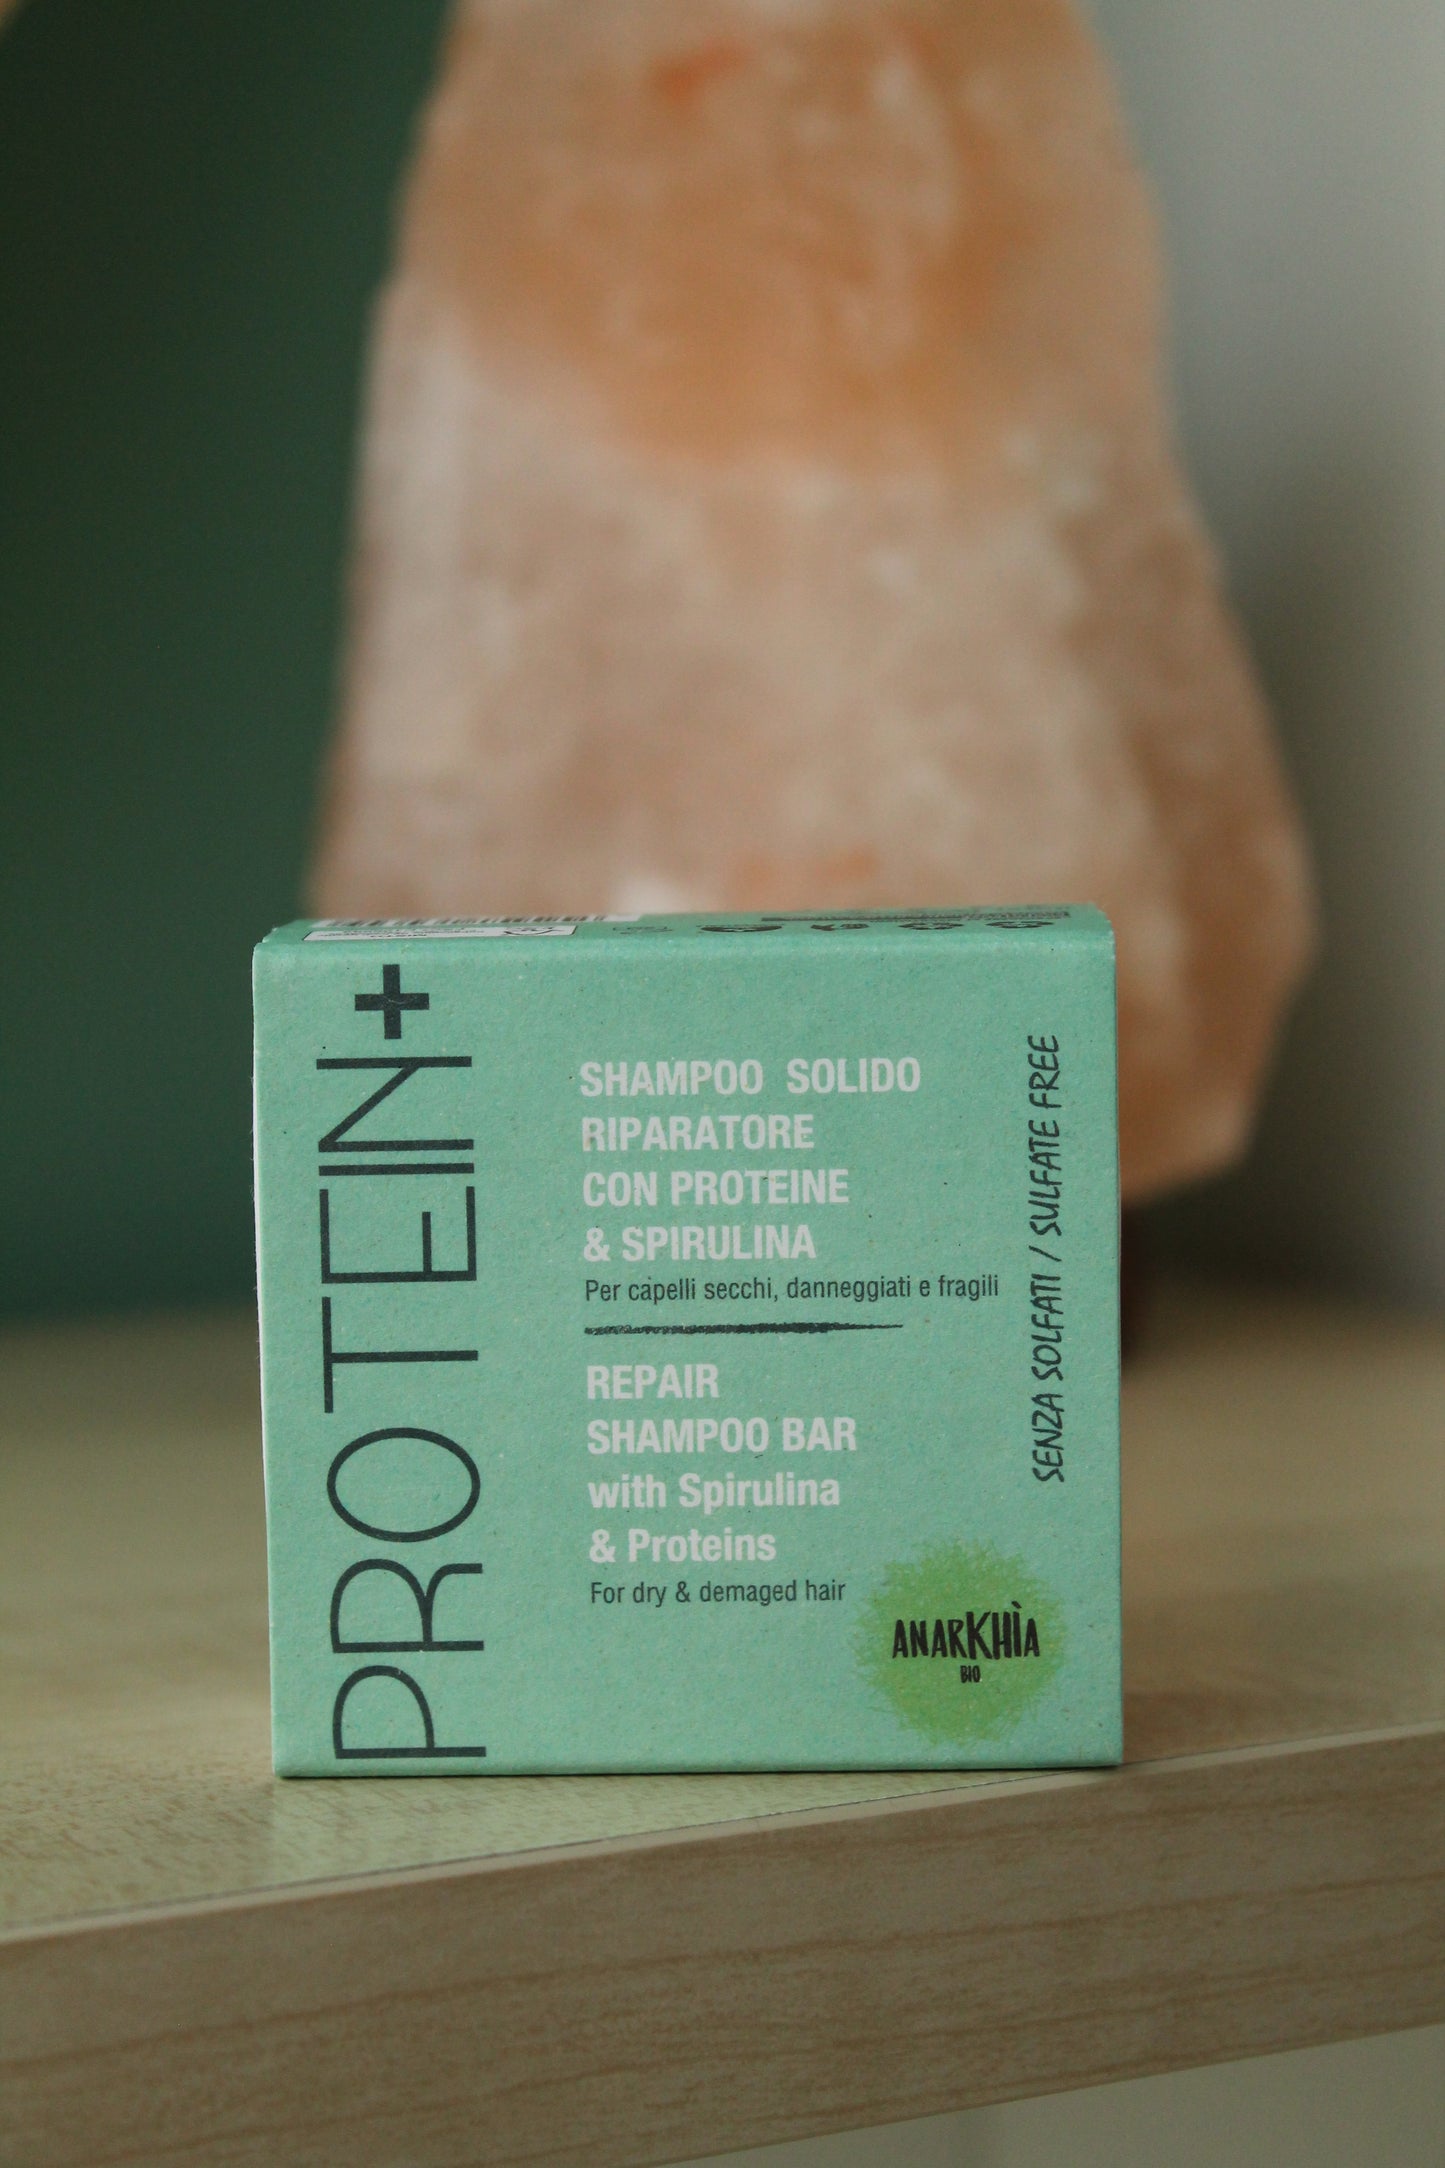 PROTEIN+
SHAMPOO SOLIDO
RIPARATORE
CON PROTEINE
& SPIRULINA
Per capelli secchi, danneggiati e fragili
REPAIR
SHAMPOO BAR
with Spirulina
& Proteins
For dry & demaged hair
SENZA SOLFATI / SULFATE FREE
ANARKHÌA
BIO